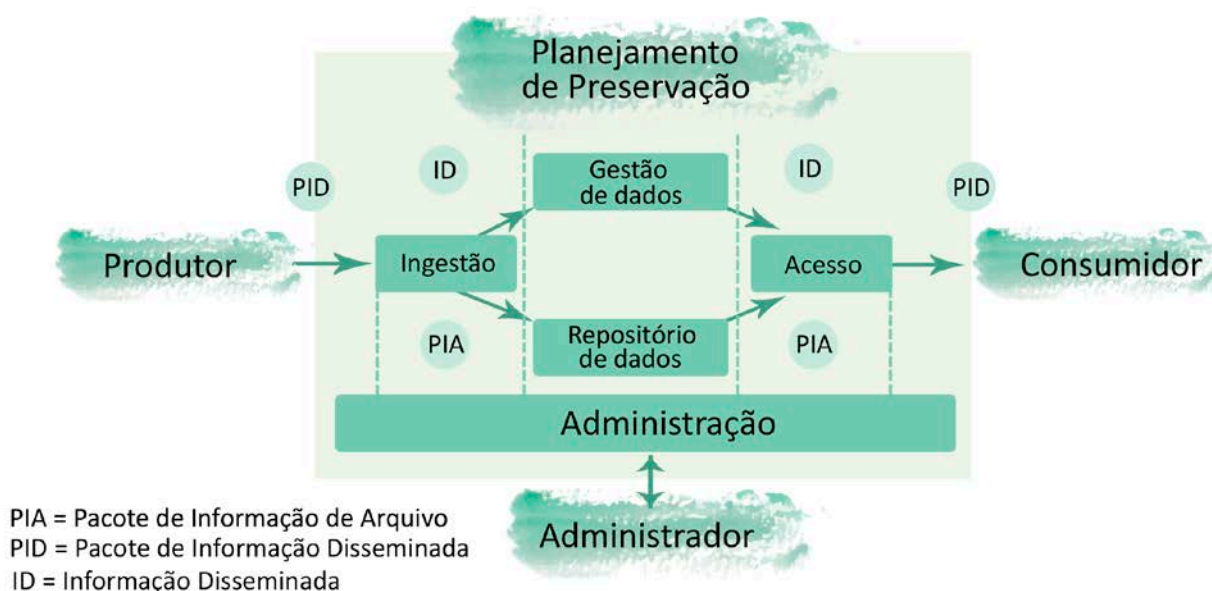 Planejamento
de Preservação
PID
ID
Gestão
de dados
ID
PID
Produtor
Ingestão
Acesso
Consumidor
PIA
Repositório
de dados
PIA
Administração
Administrador
PIA = Pacote de Informação de Arquivo
PID = Pacote de Informação Disseminada
ID = Informação Disseminada